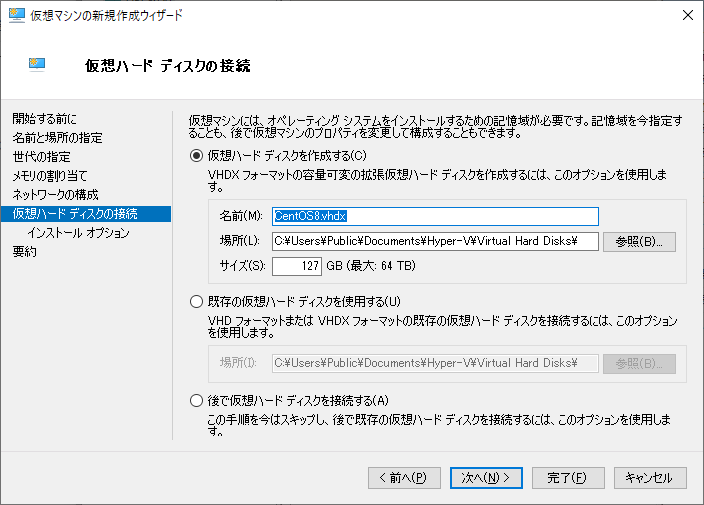 仮想マシンの新規作成ウィザード
仮想ハード ディスクの接続
開始する前に
名前と場所の指定
世代の指定
メモリの割り当て
ネットワークの構成
仮想ハード ディスクの接続
インストール オプション
要約
仮想マシンには、オペレーティング システムをインストールするための記憶域が必要です。記憶域を今指定す
ることも、後で仮想マシンのプロパティを変更して構成することもできます。
仮想ハード ディスクを作成する(C)
VHDX フォーマットの容量可変の拡張仮想ハード ディスクを作成するには、このオプションを使用しま
す。
名前(M): CentOS8.vhdx
場所(L): C:¥Users¥Public¥Documents¥Hyper-V¥Virtual Hard Disks¥ 参照(B)...
サイズ(S): 127 GB (最大: 64 TB)
既存の仮想ハード ディスクを使用する(U)
VHD フォーマットまたは VHDX フォーマットの既存の仮想ハード ディスクを接続するには、このオプション
を使用します。
場所(I): C:¥Users¥Public¥Documents¥Hyper-V¥Virtual Hard Disks¥ 参照(B)...
後で仮想ハード ディスクを接続する(A)
この手順を今はスキップし、後で既存の仮想ハード ディスクを接続するには、このオプションを使用しま
す。
< 前へ(P) 次へ(N) > 完了(F) キャンセル